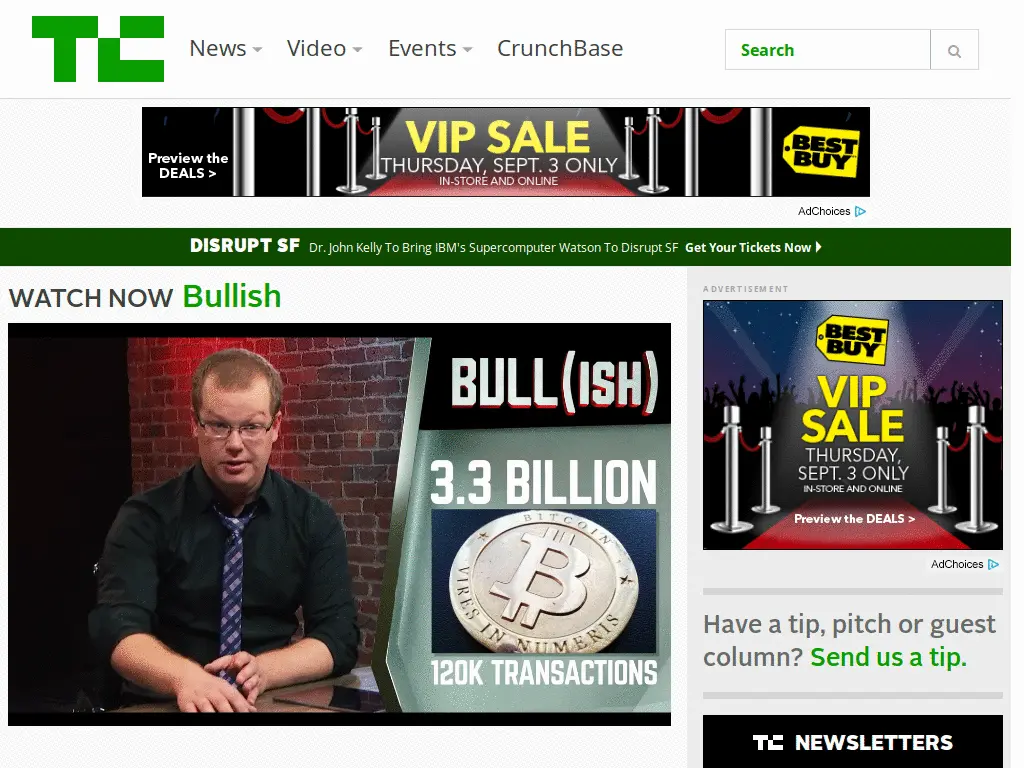 TC
News
Video
Events
CrunchBase
Search
Preview the
DEALS >
VIP SALE
THURSDAY, SEPT. 3 ONLY
IN-STORE AND ONLINE
BEST
BUY
AdChoices
DISRUPT SF Dr. John Kelly To Bring IBM's Supercomputer Watson To Disrupt SF Get Your Tickets Now
WATCH NOW Bullish
BULL(ISH)
3.3 BILLION
BITCOIN
B
VIRES IN NUMERIS
120K TRANSACTIONS
ADVERTISEMENT
BEST
BUY
VIP
SALE
THURSDAY,
SEPT. 3 ONLY
IN-STORE AND ONLINE
Preview the DEALS >
AdChoices
Have a tip, pitch or guest
column? Send us a tip.
TC NEWSLETTERS